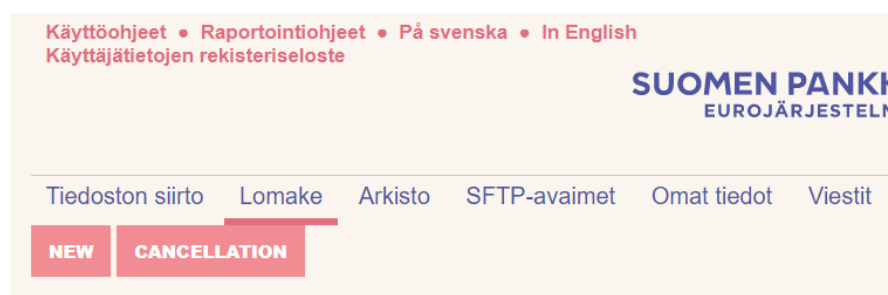 Käyttöohjeet ● Raportointiohjeet ● På svenska ● In English
Käyttäjätietojen rekisteriseloste
SUOMEN PANKK
EUROJÄRJESTELM
Tiedoston siirto Lomake Arkisto SFTP-avaimet Omat tiedot Viestit
NEW CANCELLATION